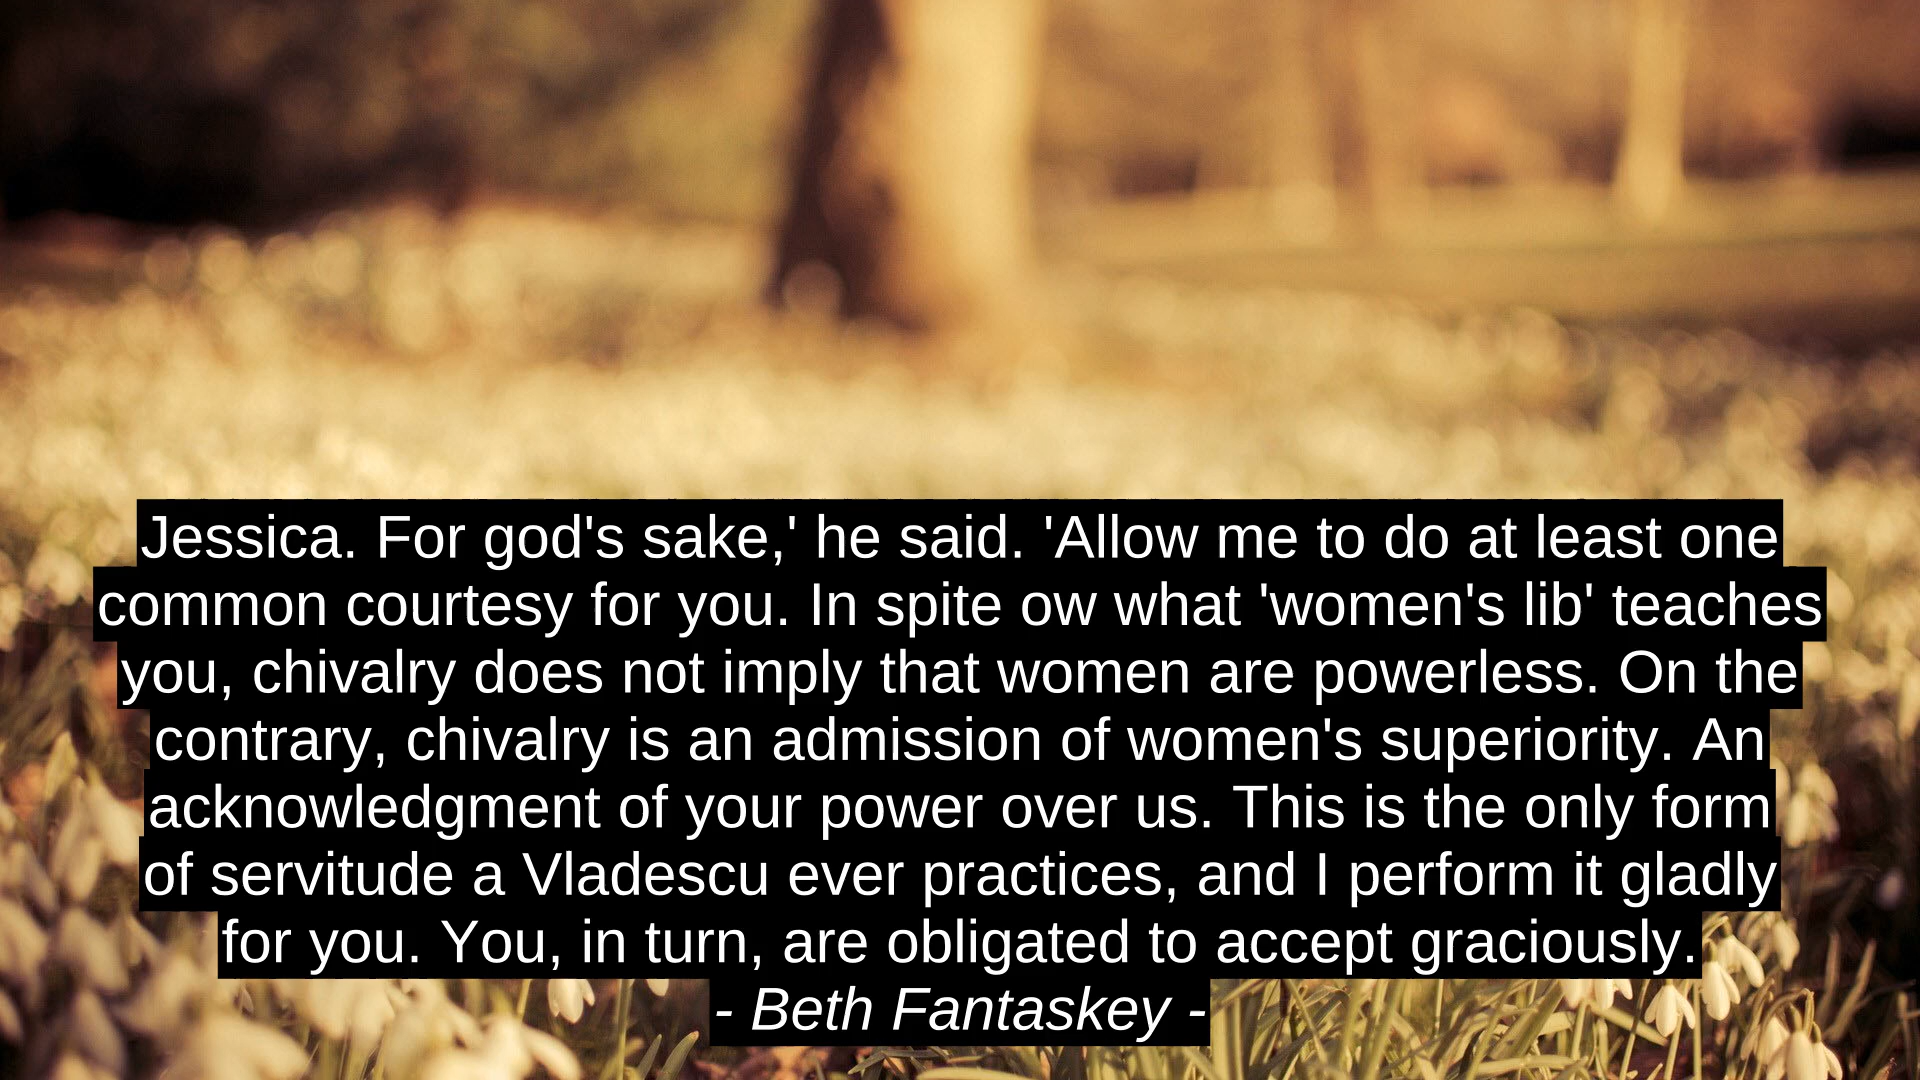 Jessica. For god's sake,' he said. 'Allow me to do at least one
common courtesy for you. In spite ow what 'women's lib' teaches
you, chivalry does not imply that women are powerless. On the
contrary, chivalry is an admission of women's superiority. An
acknowledgment of your power over us. This is the only form
of servitude a Vladescu ever practices, and I perform it gladly
for you. You, in turn, are obligated to accept graciously.
- Beth Fantaskey -